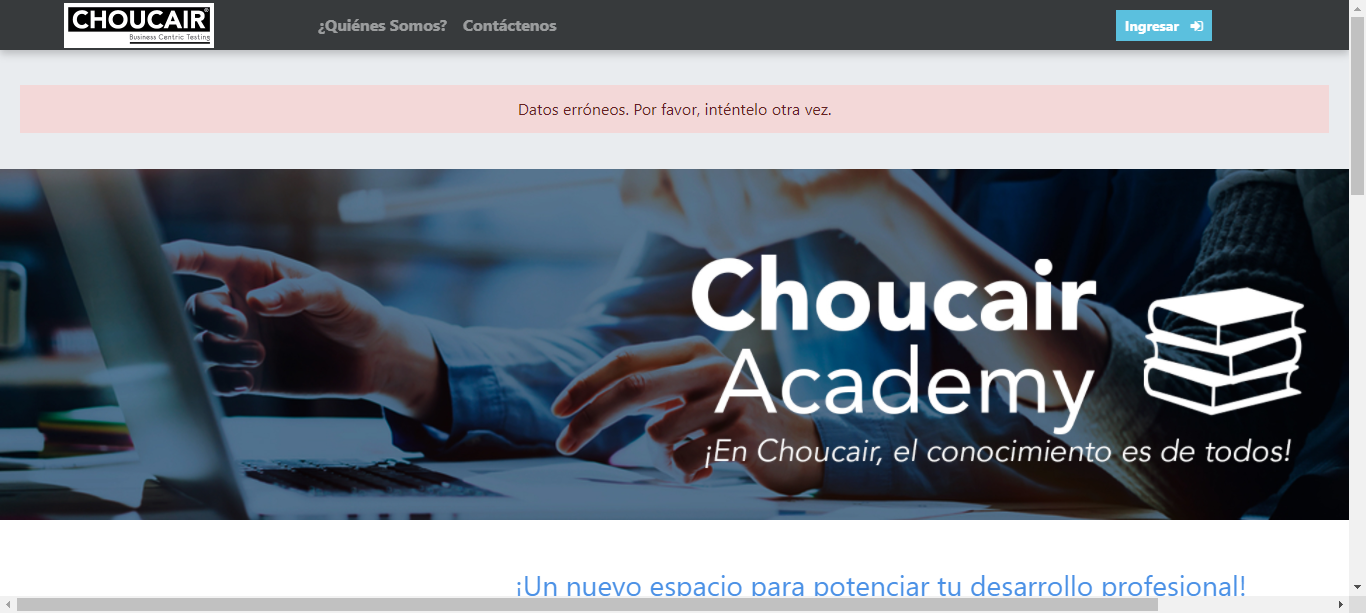 CHOUCAIR®
Business Centric Testing
¿Quiénes Somos? Contáctenos
Ingresar
Datos erróneos. Por favor, inténtelo otra vez.
Choucair
Academy
¡En Choucair, el conocimiento es de todos!
¡Un nuevo espacio para potenciar tu desarrollo profesional!